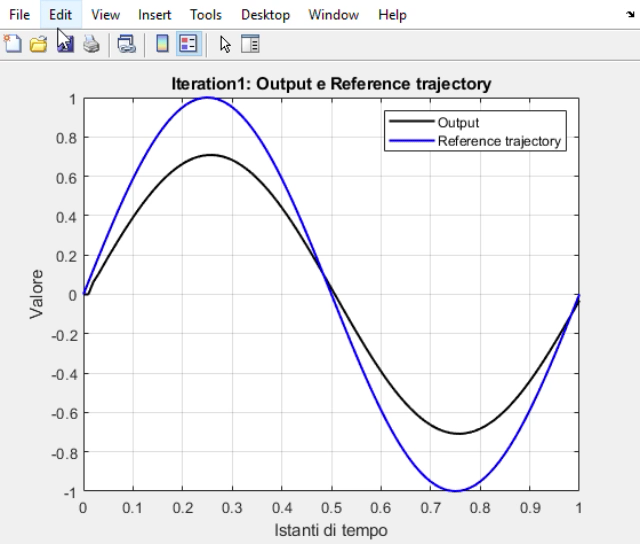 File Edit View Insert Tools Desktop Window Help
Iteration1: Output e Reference trajectory
Output
Reference trajectory
Valore
1
0.8
0.6
0.4
0.2
0
-0.2
-0.4
-0.6
-0.8
-1
0 0.1 0.2 0.3 0.4 0.5 0.6 0.7 0.8 0.9 1
Istanti di tempo